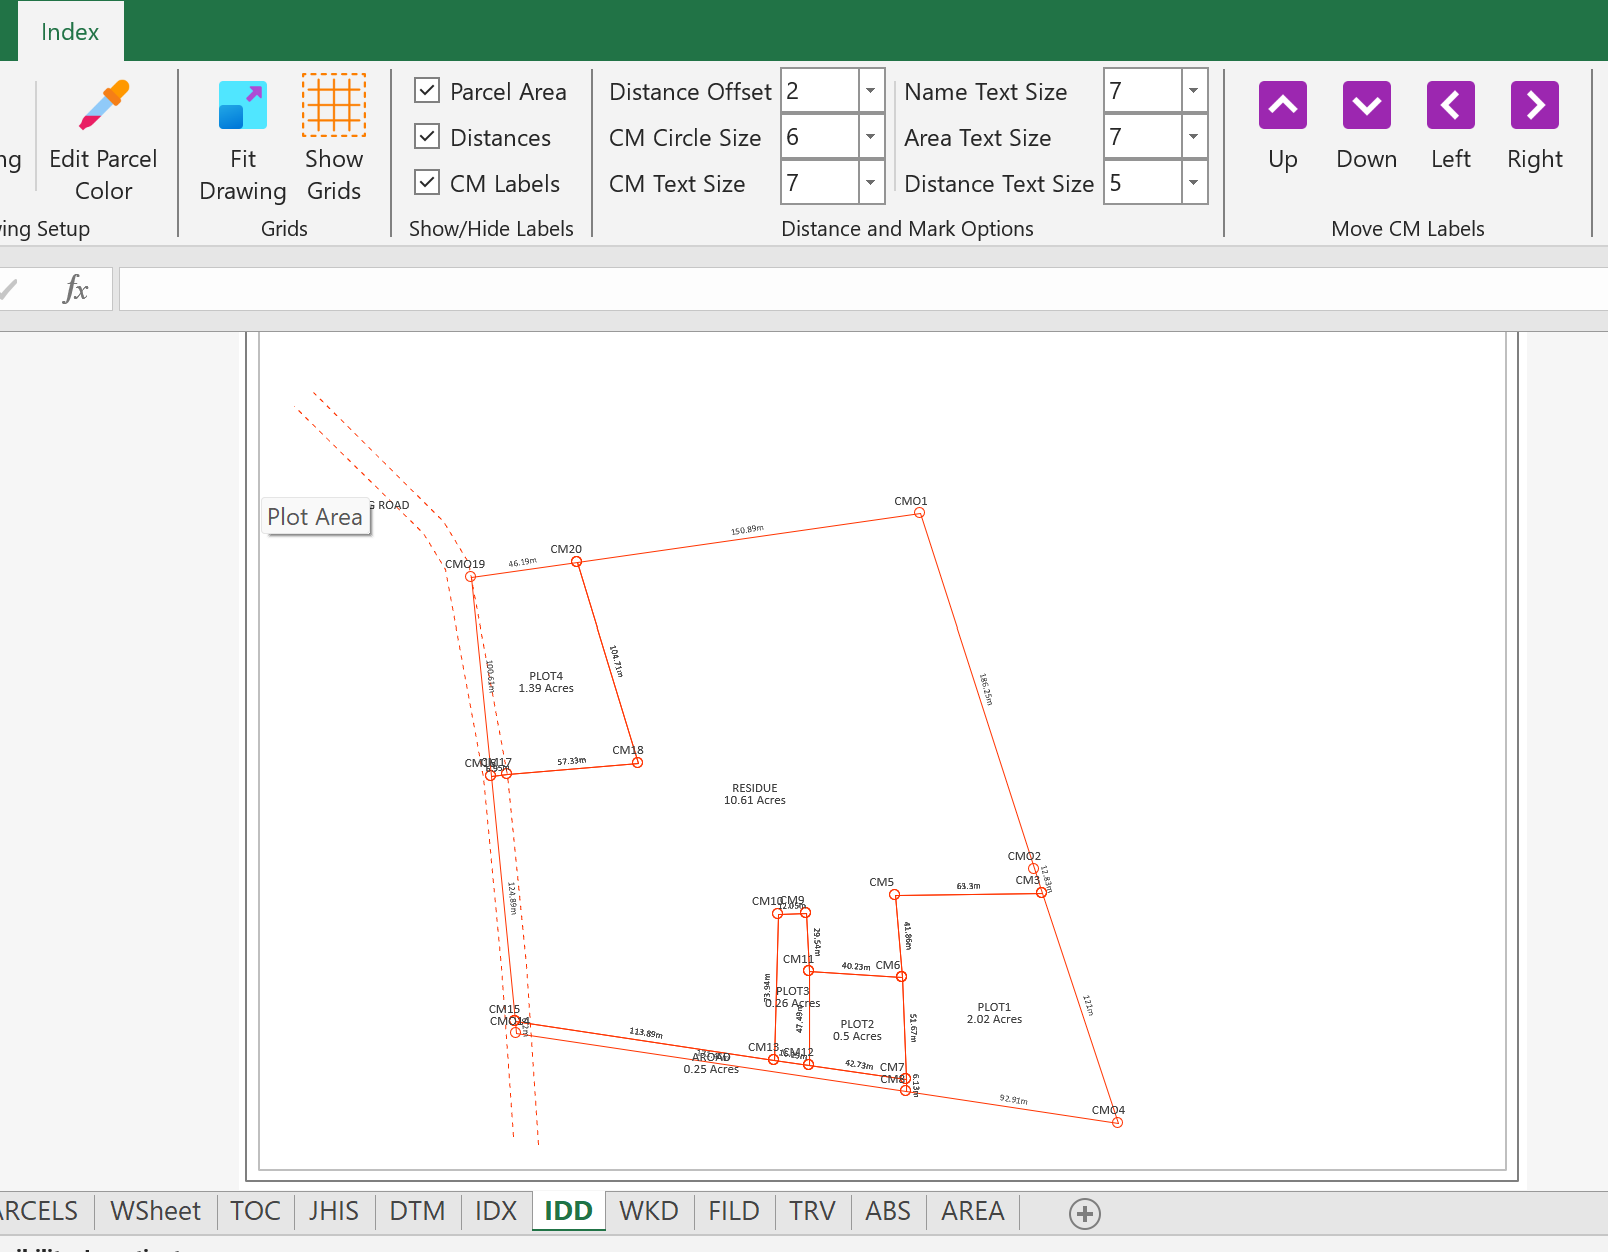 Index
ng
Edit Parcel
Color
ing Setup
Fit
Drawing
Show
Grids
Grids
Parcel Area
Distances
CM Labels
Show/Hide Labels
Distance Offset 2
CM Circle Size 6
CM Text Size 7
Name Text Size 7
Area Text Size 7
Distance Text Size 5
Distance and Mark Options
Up Down Left Right
Move CM Labels
fx
Plot Area
G ROAD
CMO1
150.89m
CM20
46.19m
CMO19
104.71m
100.61m
PLOT4
1.39 Acres
186.25m
CM18
CM17
57.33m
RESIDUE
10.61 Acres
CMO2
12.83m
CM3
CM5
63.3m
124.89m
CM10
CM9
12.05m
29.54m
41.86m
CM11
40.23m
CM6
73.94m
PLOT3
0.26 Acres
47.49m
PLOT2
0.5 Acres
51.67m
PLOT1
2.02 Acres
121m
CM15
CMO14
113.89m
CM13
CM12
AROAD
0.25 Acres
42.73m
CM7
CM8
6.13m
92.91m
CMO4
ARCELS WSheet TOC JHIS DTM IDX IDD WKD FILD TRV ABS AREA